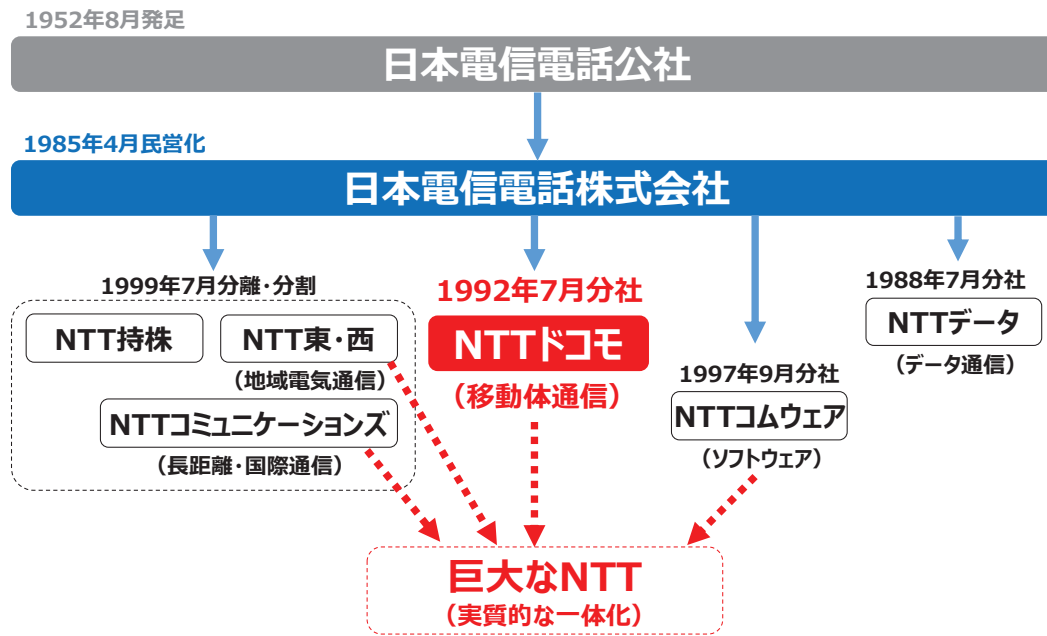 1952年8月発足
日本電信電話公社
1985年4月民営化
日本電信電話株式会社
1999年7月分離・分割
NTT持株
NTT東・西
(地域電気通信)
NTTコミュニケーションズ
(長距離・国際通信)
1992年7月分社
NTTドコモ
(移動体通信)
1997年9月分社
NTTコムウェア
(ソフトウェア)
1988年7月分社
NTTデータ
(データ通信)
巨大なNTT
(実質的な一体化)